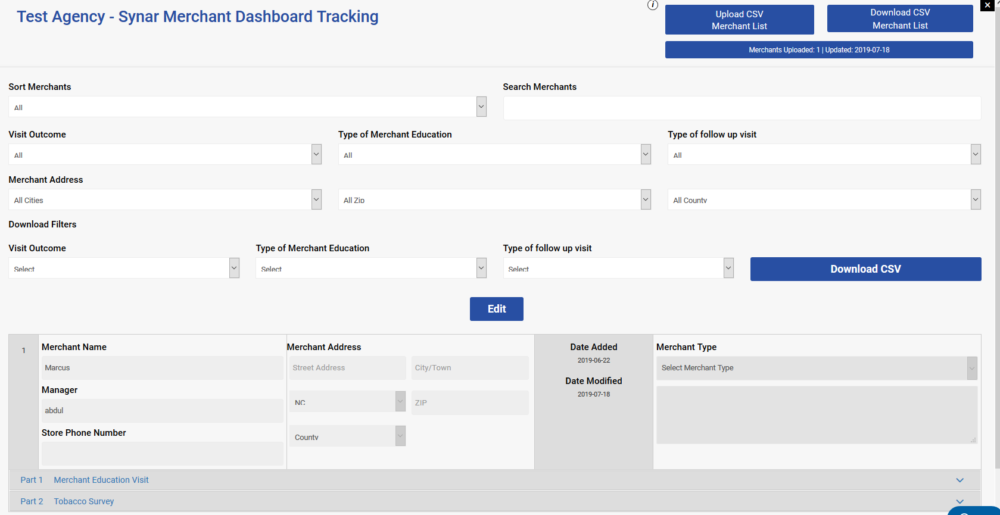 Test Agency - Synar Merchant Dashboard Tracking
i
Upload CSV
Merchant List
Download CSV
Merchant List
Merchants Uploaded: 1 | Updated: 2019-07-18
Sort Merchants
Search Merchants
All
Visit Outcome
Type of Merchant Education
Type of follow up visit
All
All
All
Merchant Address
All Cities
All Zip
All County
Download Filters
Visit Outcome
Type of Merchant Education
Type of follow up visit
Select
Select
Select
Download CSV
Edit
1
Merchant Name
Marcus
Manager
abdul
Store Phone Number
Merchant Address
Street Address
City/Town
NC
ZIP
County
Date Added
2019-06-22
Date Modified
2019-07-18
Merchant Type
Select Merchant Type
Part 1 Merchant Education Visit
Part 2 Tobacco Survey